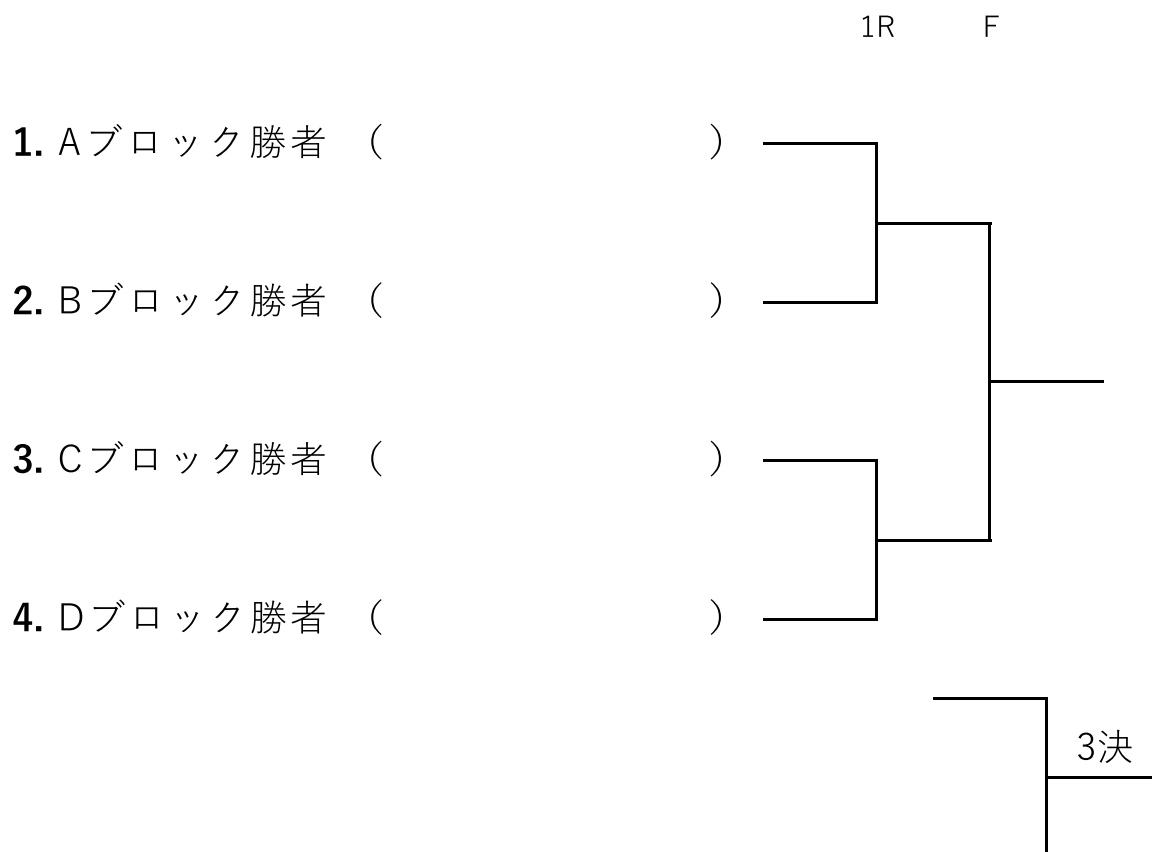 1R F
1. Aブロック勝者 （ ）
2. Bブロック勝者 （ ）
3. Cブロック勝者 （ ）
4. Dブロック勝者 （ ）
3決